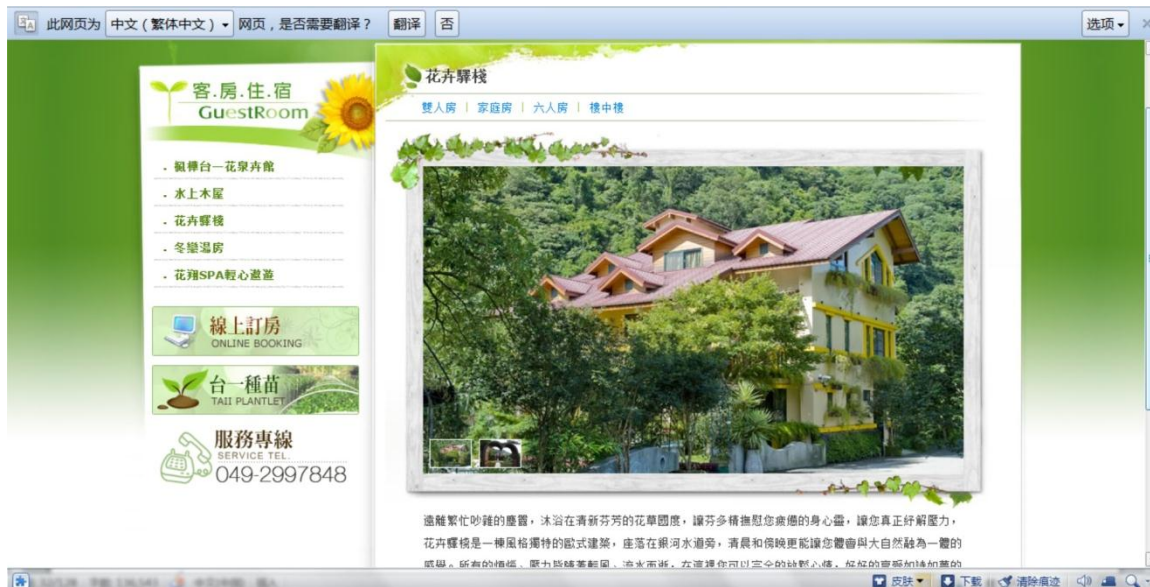 此网页为 中文(繁体中文) 网页,是否需要翻译? 翻译 否 选项
客.房.住.宿
GuestRoom
楓樺台一花泉卉館
水上木屋
花卉驛棧
冬戀湯房
花翔SPA輕心遨遊
線上訂房
ONLINE BOOKING
台一種苗
TAII PLANTLET
服務專線
SERVICE TEL.
049-2997848
花卉驛棧
雙人房 | 家庭房 | 六人房 | 樓中樓
遠離繁忙吵雜的塵囂,沐浴在清新芳芳的花草國度,讓芬多精撫慰您疲憊的身心靈,讓您真正紓解壓力,
花卉驛棧是一棟風格獨特的歐式建築,座落在銀河水道旁,清晨和傍晚更能讓您體會與大自然融為一體的
皮肤 下载 清除痕迹